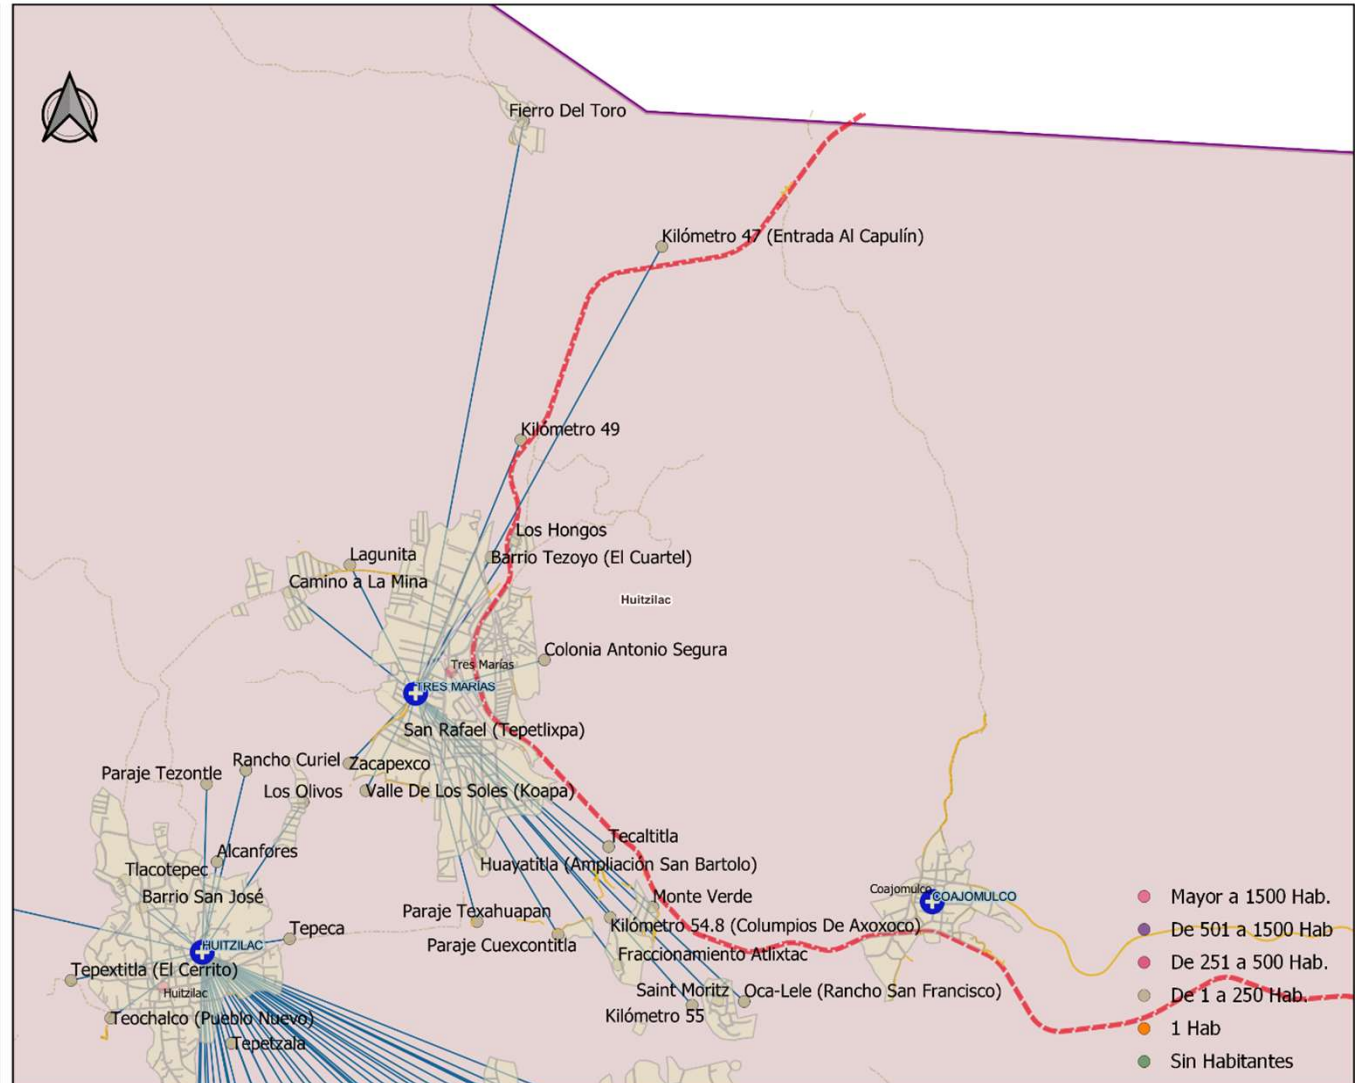 Fierro Del Toro
Kilómetro 47 (Entrada Al Capulín)
Kilómetro 49
Los Hongos
Lagunita
Barrio Tezoyo (El Cuartel)
Camino a La Mina
Huitzilac
Colonia Antonio Segura
Tres Marías
TRES MARÍAS
San Rafael (Tepetlixpa)
Rancho Curiel
Zacapexco
Paraje Tezontle
Los Olivos
Valle De Los Soles (Koapa)
Tecaltitla
Alcanfores
Huayatitla (Ampliación San Bartolo)
Tlacotepec
Barrio San José
Monte Verde
Coajomulco
COAJOMULCO
Mayor a 1500 Hab.
Paraje Texahuapan
Kilómetro 54.8 (Columpios De Axoxoco)
Tepeca
De 501 a 1500 Hab
HUITZILAC
Paraje Cuexcontitla
Fraccionamiento Atlixtac
De 251 a 500 Hab.
Tepextitla (El Cerrito)
Huitzilac
Saint Moritz
Oca-Lele (Rancho San Francisco)
De 1 a 250 Hab.
Teochalco (Pueblo Nuevo)
Kilómetro 55
1 Hab
Tepetzala
Sin Habitantes